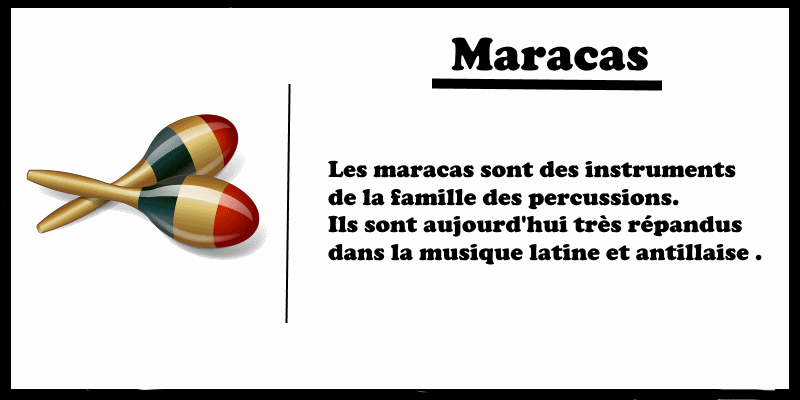 Maracas
Les maracas sont des instruments
de la famille des percussions.
Ils sont aujourd'hui très répandus
dans la musique latine et antillaise .